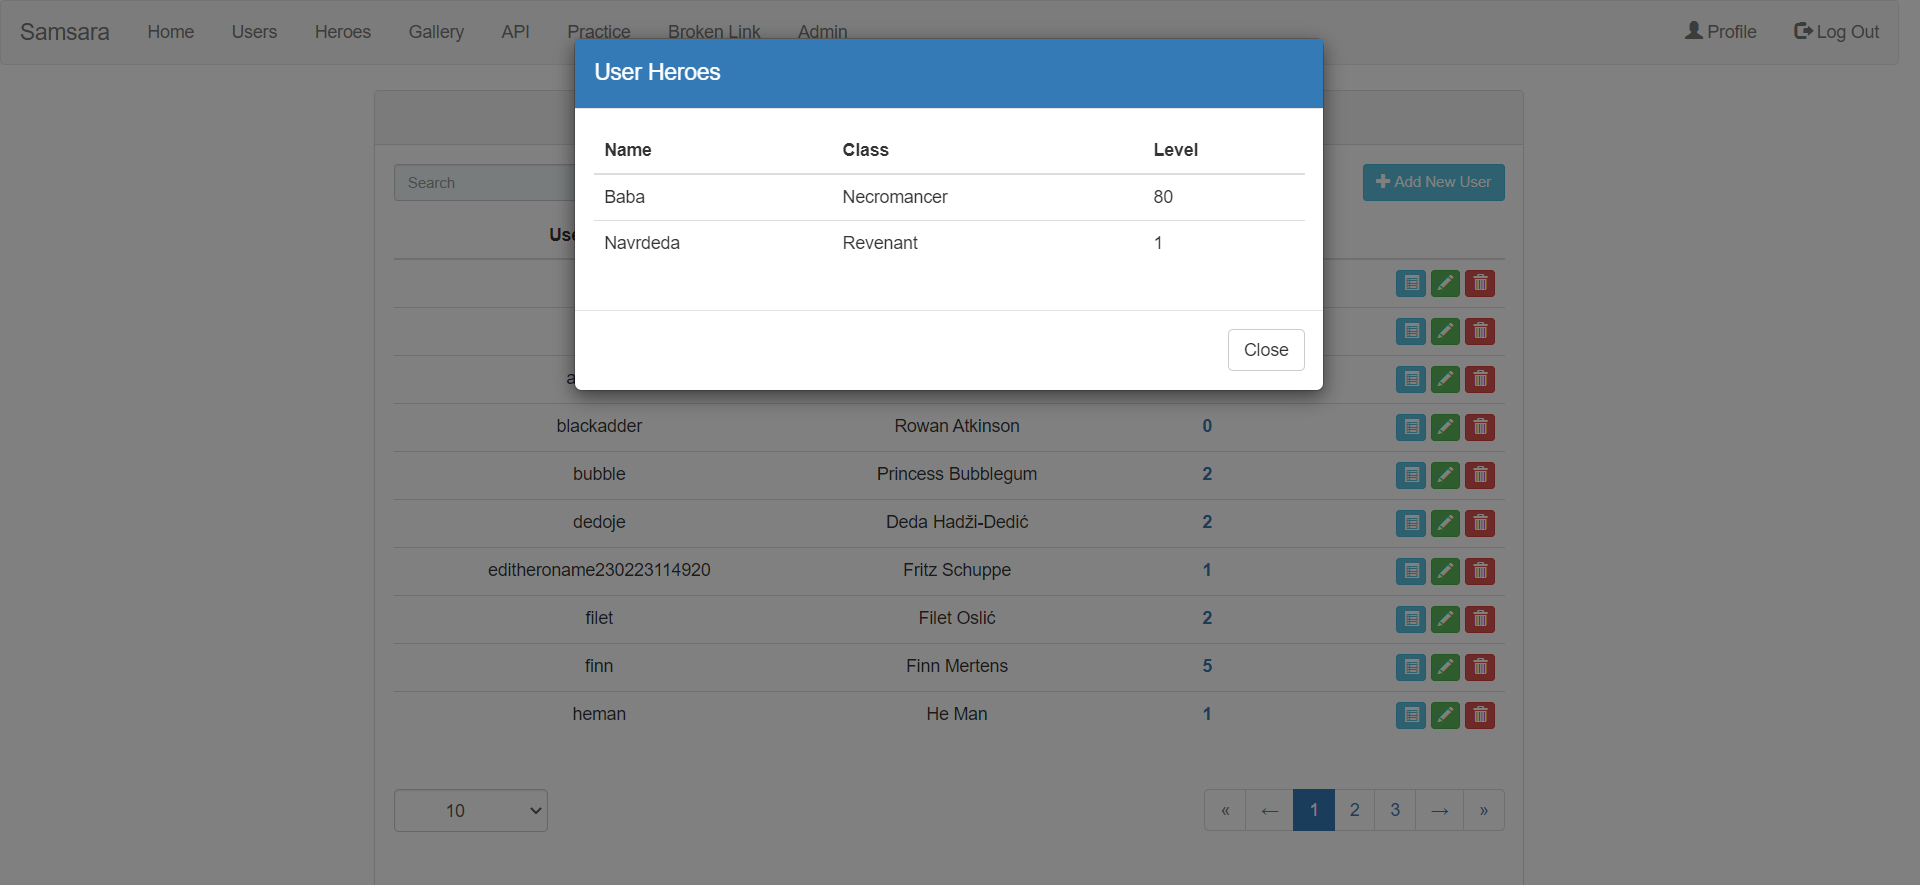 Samsara Home Users Heroes Gallery API Practice Broken Link Admin Profile Log Out
User Heroes
Name Class Level
Baba Necromancer 80
Navrdeda Revenant 1
Close
Search
Add New User
blackadder Rowan Atkinson 0
bubble Princess Bubblegum 2
dedoje Deda Hadži-Dedić 2
editheroname230223114920 Fritz Schuppe 1
filet Filet Oslić 2
finn Finn Mertens 5
heman He Man 1
10
« ← 1 2 3 → »